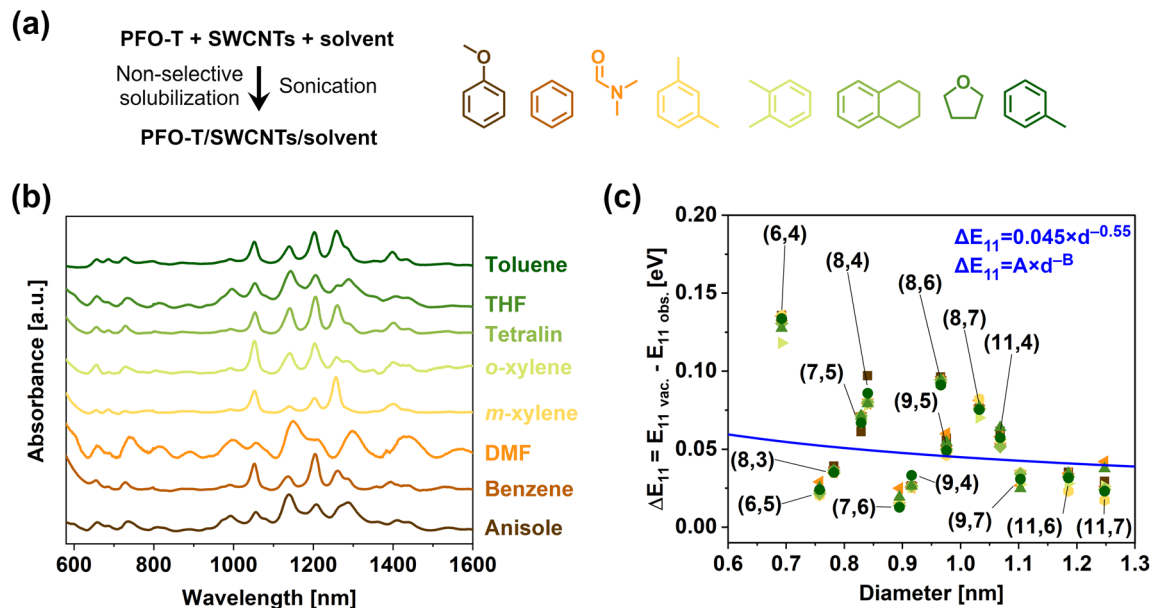 (a)
PFO-T + SWCNTs + solvent
Non-selective
solubilization
Sonication
PFO-T/SWCNTs/solvent
O
O
N
O
(b)
Absorbance [a.u.]
Toluene
THF
Tetralin
o-xylene
m-xylene
DMF
Benzene
Anisole
600 800 1000 1200 1400 1600
Wavelength [nm]
(c)
ΔE11 = E11 vac. - E11 obs. [eV]
0.20
0.15
0.10
0.05
0.00
ΔE11=0.045×d−0.55
ΔE11=A×d−B
(6,4)
(8,4)
(8,6)
(8,7)
(11,4)
(7,5)
(9,5)
(8,3)
(6,5)
(7,6)
(9,4)
(9,7)
(11,6)
(11,7)
0.6 0.7 0.8 0.9 1.0 1.1 1.2 1.3
Diameter [nm]